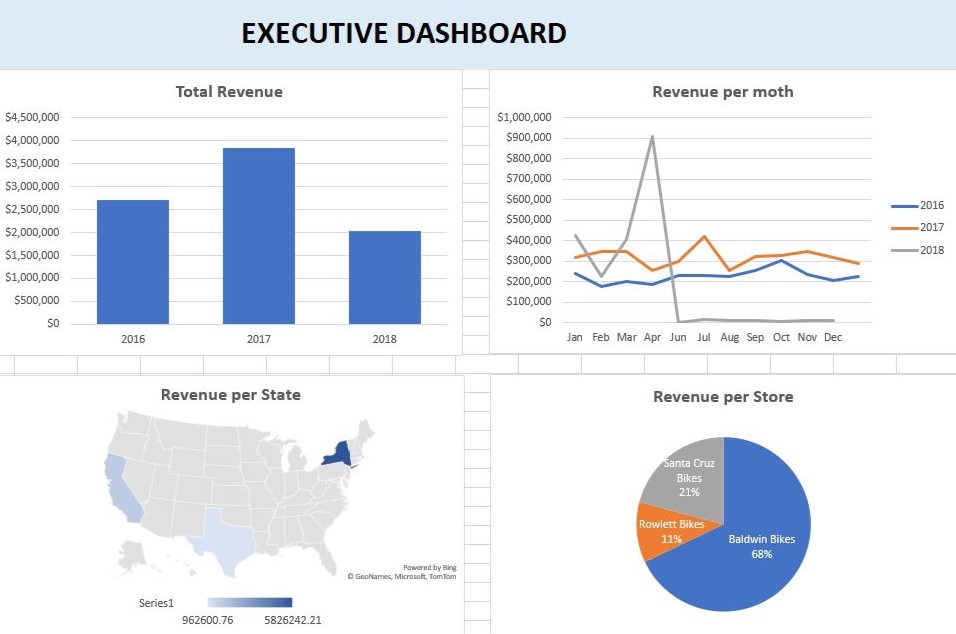 EXECUTIVE DASHBOARD
Total Revenue
$4,500,000
$4,000,000
$3,500,000
$3,000,000
$2,500,000
$2,000,000
$1,500,000
$1,000,000
$500,000
$0
2016 2017 2018
Revenue per moth
$1,000,000
$900,000
$800,000
$700,000
$600,000
$500,000
$400,000
$300,000
$200,000
$100,000
$0
Jan Feb Mar Apr Jun Jul Aug Sep Oct Nov Dec
2016
2017
2018
Revenue per State
Powered by Bing
© GeoNames, Microsoft, TomTom
Series1
962600.76 5826242.21
Revenue per Store
Santa Cruz
Bikes
21%
Rowlett Bikes
11%
Baldwin Bikes
68%